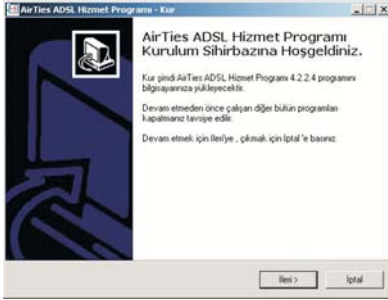 AirTies ADSL Hizmet Programı - Kur
AirTies ADSL Hizmet Programı
Kurulum Sihirbazına Hoşgeldiniz.
Kur şimdi AirTies ADSL Hizmet Programı 4.2.2.4 programını
bilgisayarınıza yükleyecektir.
Devam etmeden önce çalışan diğer bütün programları
kapatmanız tavsiye edilir.
Devam etmek için İleri'ye , çıkmak için İptal 'e basınız.
İleri >
İptal